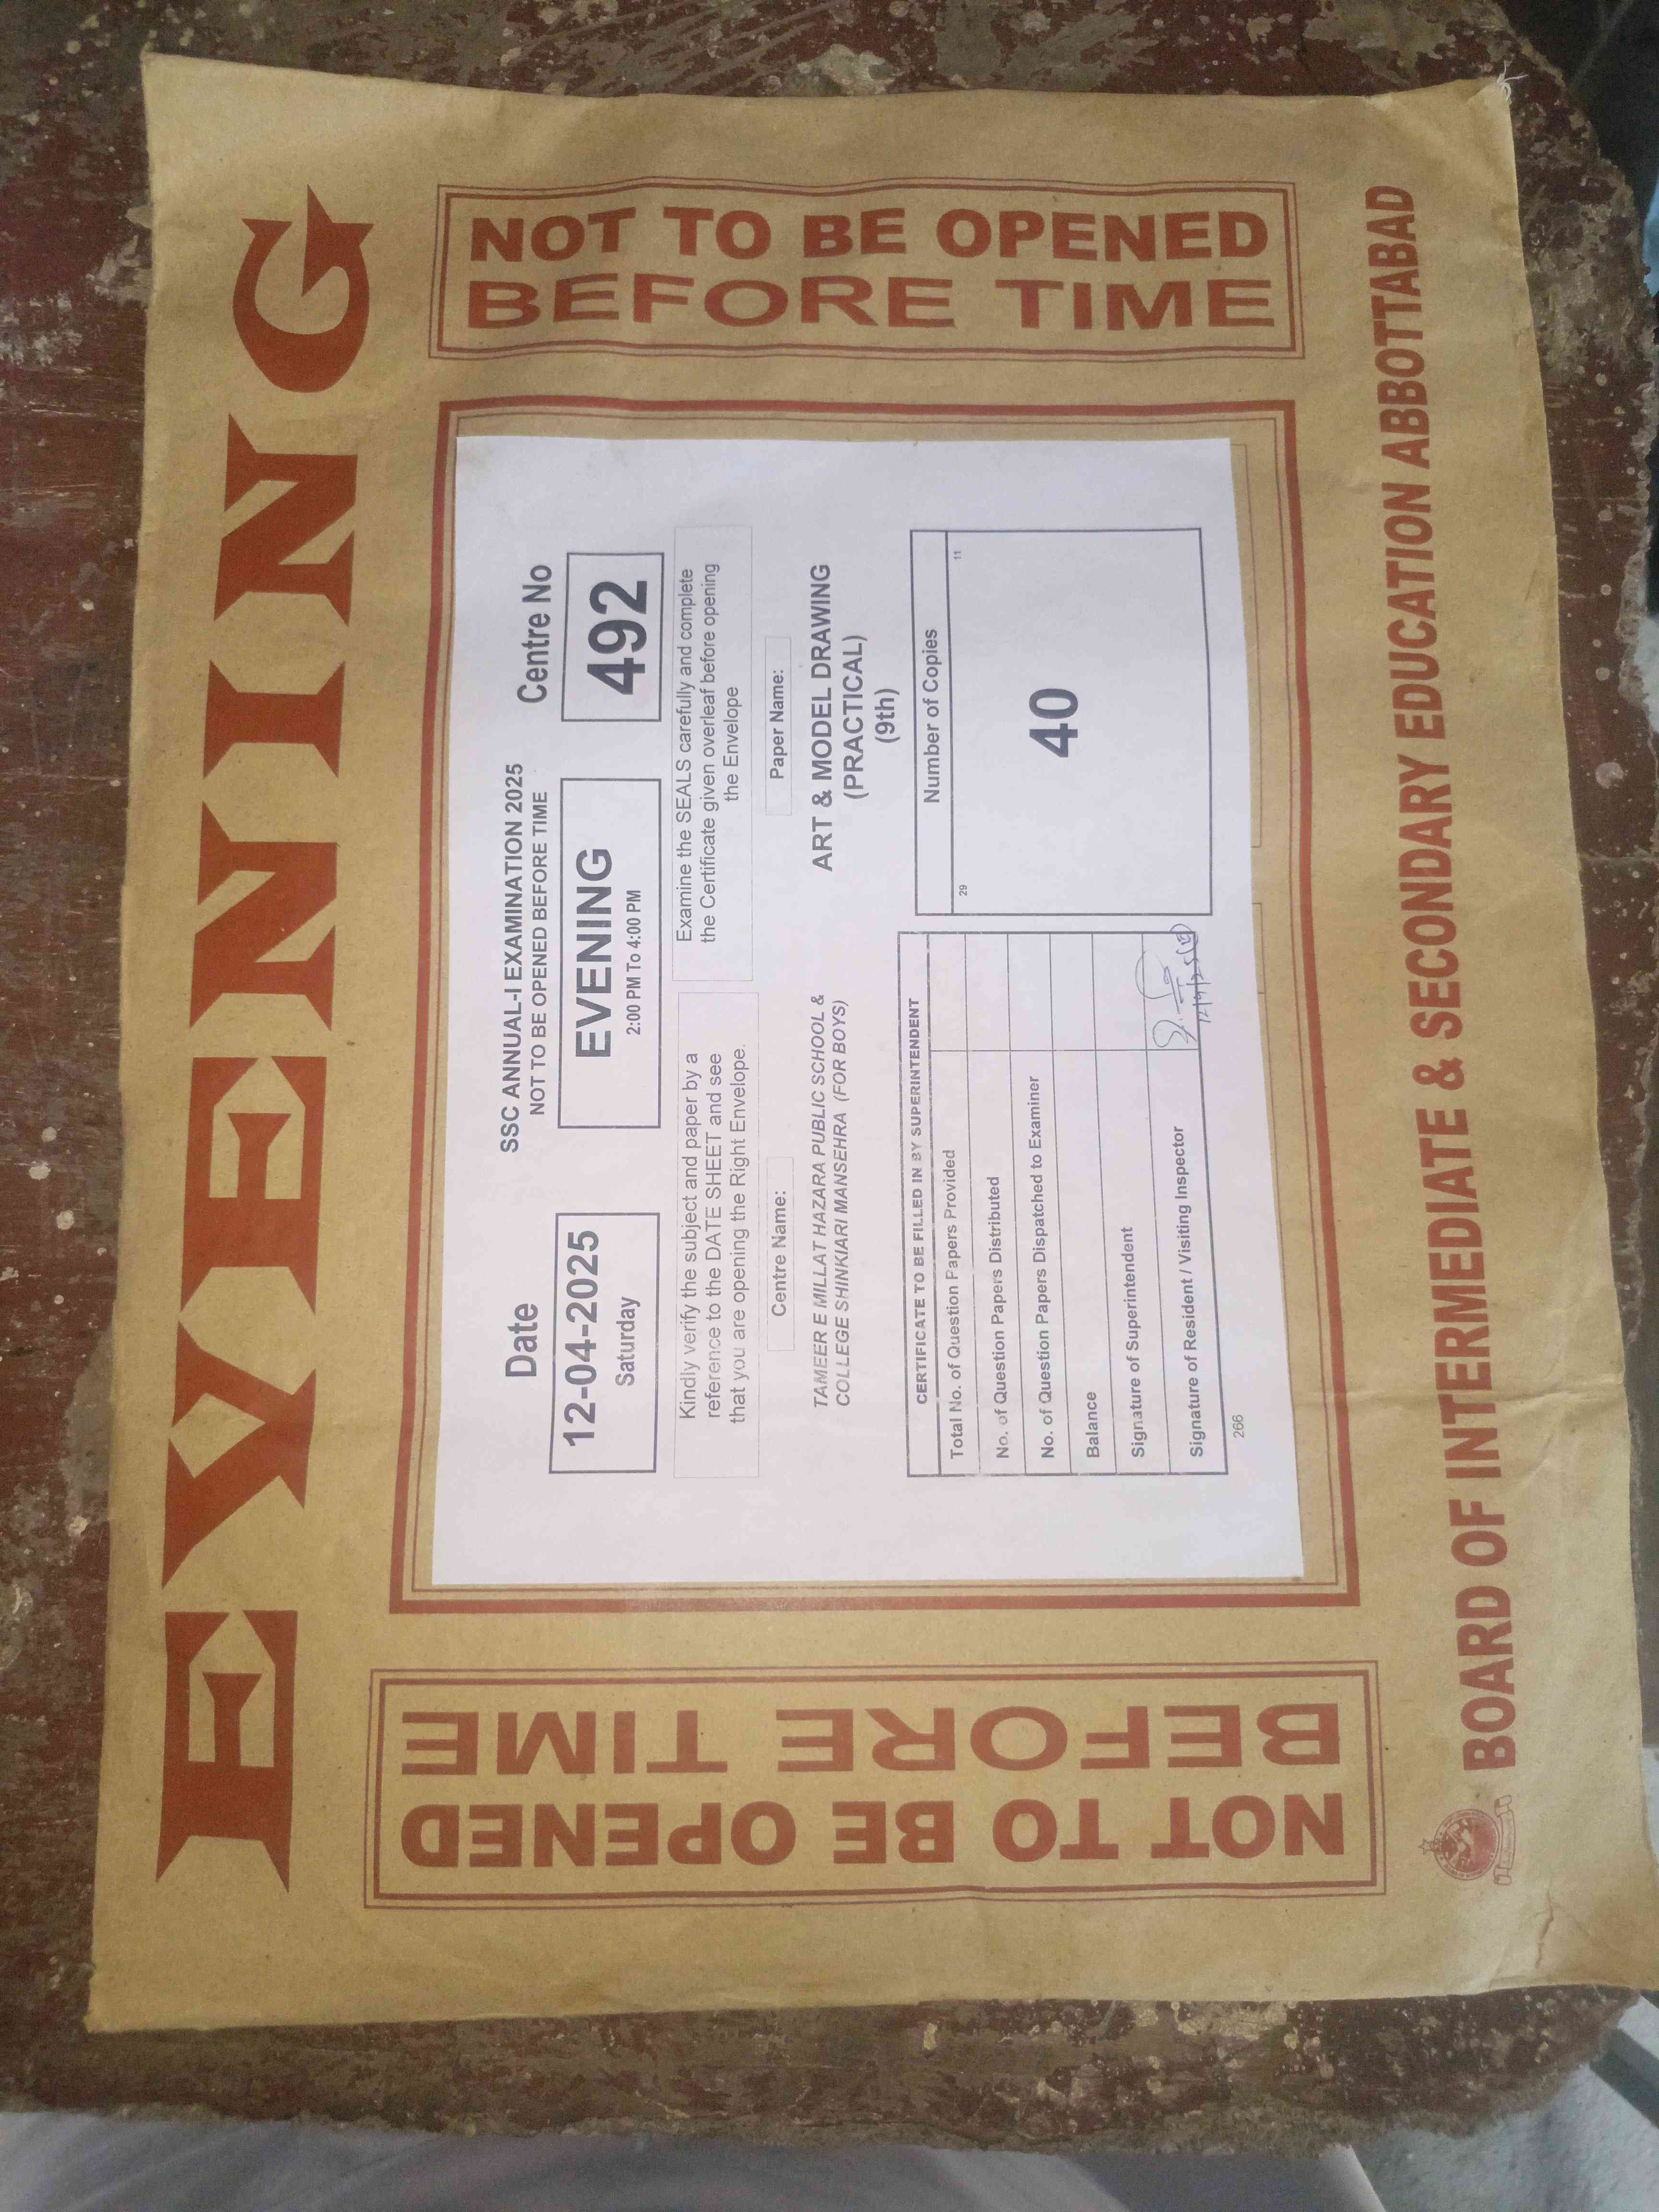 EVENING
NOT TO BE OPENED
BEFORE TIME
SSC ANNUAL-I EXAMINATION 2025
NOT TO BE OPENED BEFORE TIME
Date
12-04-2025
Saturday
EVENING
2:00 PM To 4:00 PM
Centre No
492
Kindly verify the subject and paper by a
reference to the DATE SHEET and see
that you are opening the Right Envelope.
Examine the SEALS carefully and complete
the Certificate given overleaf before opening
the Envelope
Centre Name:
TAMEER E MILLAT HAZARA PUBLIC SCHOOL &
COLLEGE SHINKIARI MANSEHRA (FOR BOYS)
Paper Name:
ART & MODEL DRAWING
(PRACTICAL)
(9th)
CERTIFICATE TO BE FILLED IN BY SUPERINTENDENT
Total No. of Question Papers Provided
No. of Question Papers Distributed
No. of Question Papers Dispatched to Examiner
Balance
Signature of Superintendent
Signature of Resident / Visiting Inspector
12/4/25
Number of Copies
29 11
40
266
NOT TO BE OPENED
BEFORE TIME
BOARD OF INTERMEDIATE & SECONDARY EDUCATION ABBOTTABAD